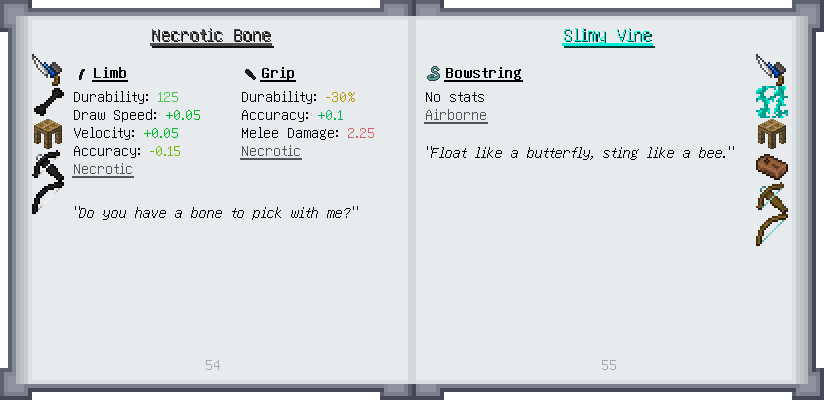 Necrotic Bone
Limb
Durability: 125
Draw Speed: +0.05
Velocity: +0.05
Accuracy: -0.15
Necrotic
Grip
Durability: -30%
Accuracy: +0.1
Melee Damage: 2.25
Necrotic
"Do you have a bone to pick with me?"
54
Slimy Vine
Bowstring
No stats
Airborne
"Float like a butterfly, sting like a bee."
55